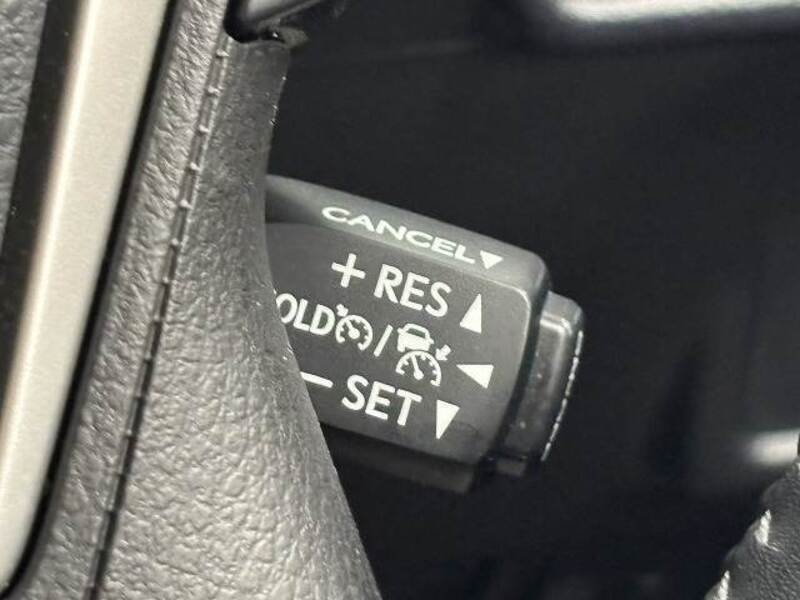 CANCEL▼
+ RES ▲
OLD / ◀
− SET ▼